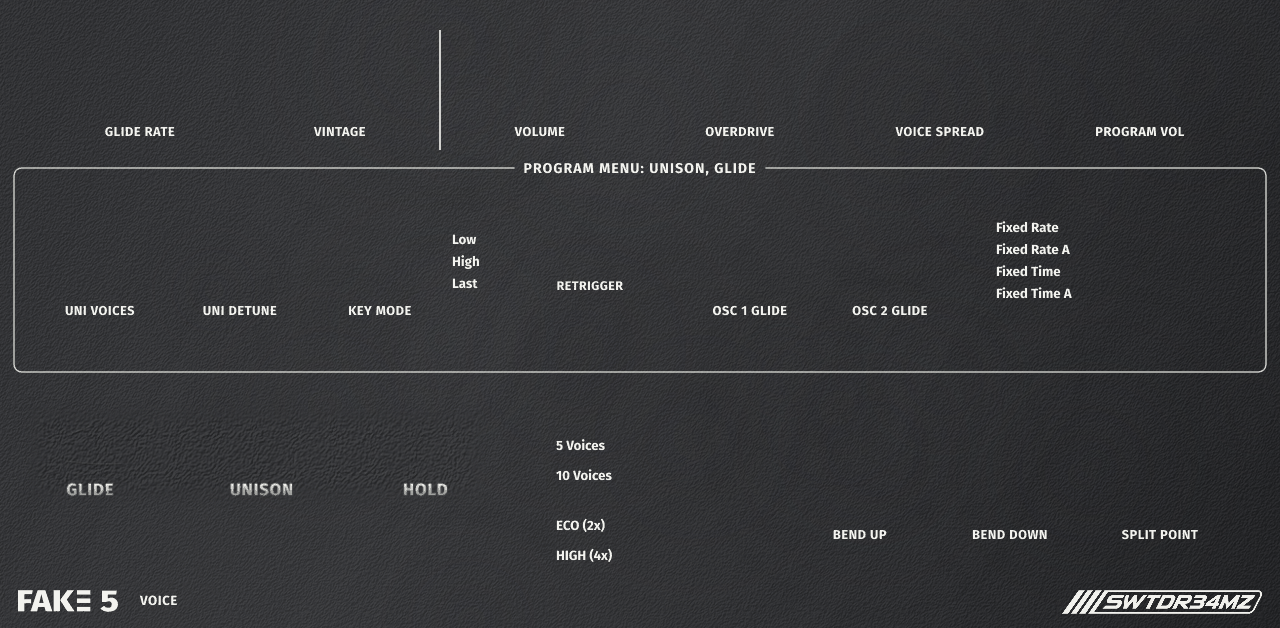 GLIDE RATE VINTAGE VOLUME OVERDRIVE VOICE SPREAD PROGRAM VOL
PROGRAM MENU: UNISON, GLIDE
Low
High
Last
RETRIGGER
Fixed Rate
Fixed Rate A
Fixed Time
Fixed Time A
UNI VOICES UNI DETUNE KEY MODE OSC 1 GLIDE OSC 2 GLIDE
GLIDE UNISON HOLD
5 Voices
10 Voices
ECO (2x)
HIGH (4x)
BEND UP BEND DOWN SPLIT POINT
FAKE 5 VOICE
SWTDR34MZ